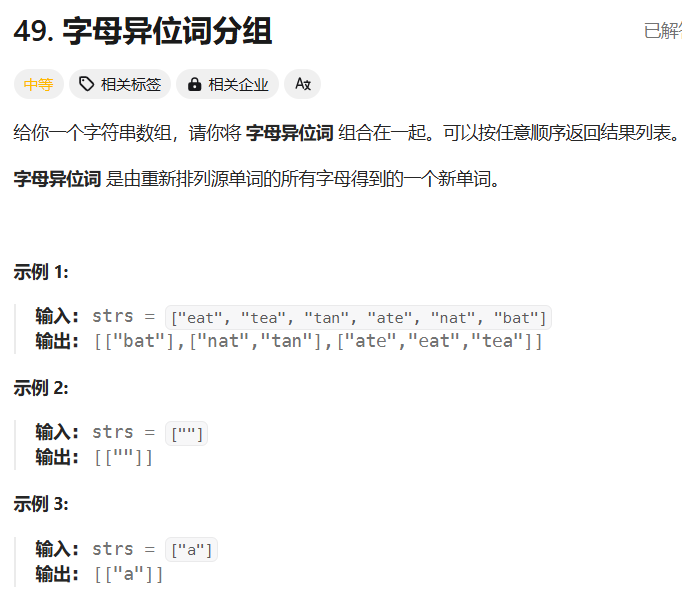 49. 字母异位词分组
已解答
中等 相关标签 相关企业
给你一个字符串数组，请你将 字母异位词 组合在一起。可以按任意顺序返回结果列表。
字母异位词 是由重新排列源单词的所有字母得到的一个新单词。
示例 1:
输入: strs = ["eat", "tea", "tan", "ate", "nat", "bat"]
输出: [["bat"],["nat","tan"],["ate","eat","tea"]]
示例 2:
输入: strs = [""]
输出: [[""]]
示例 3:
输入: strs = ["a"]
输出: [["a"]]